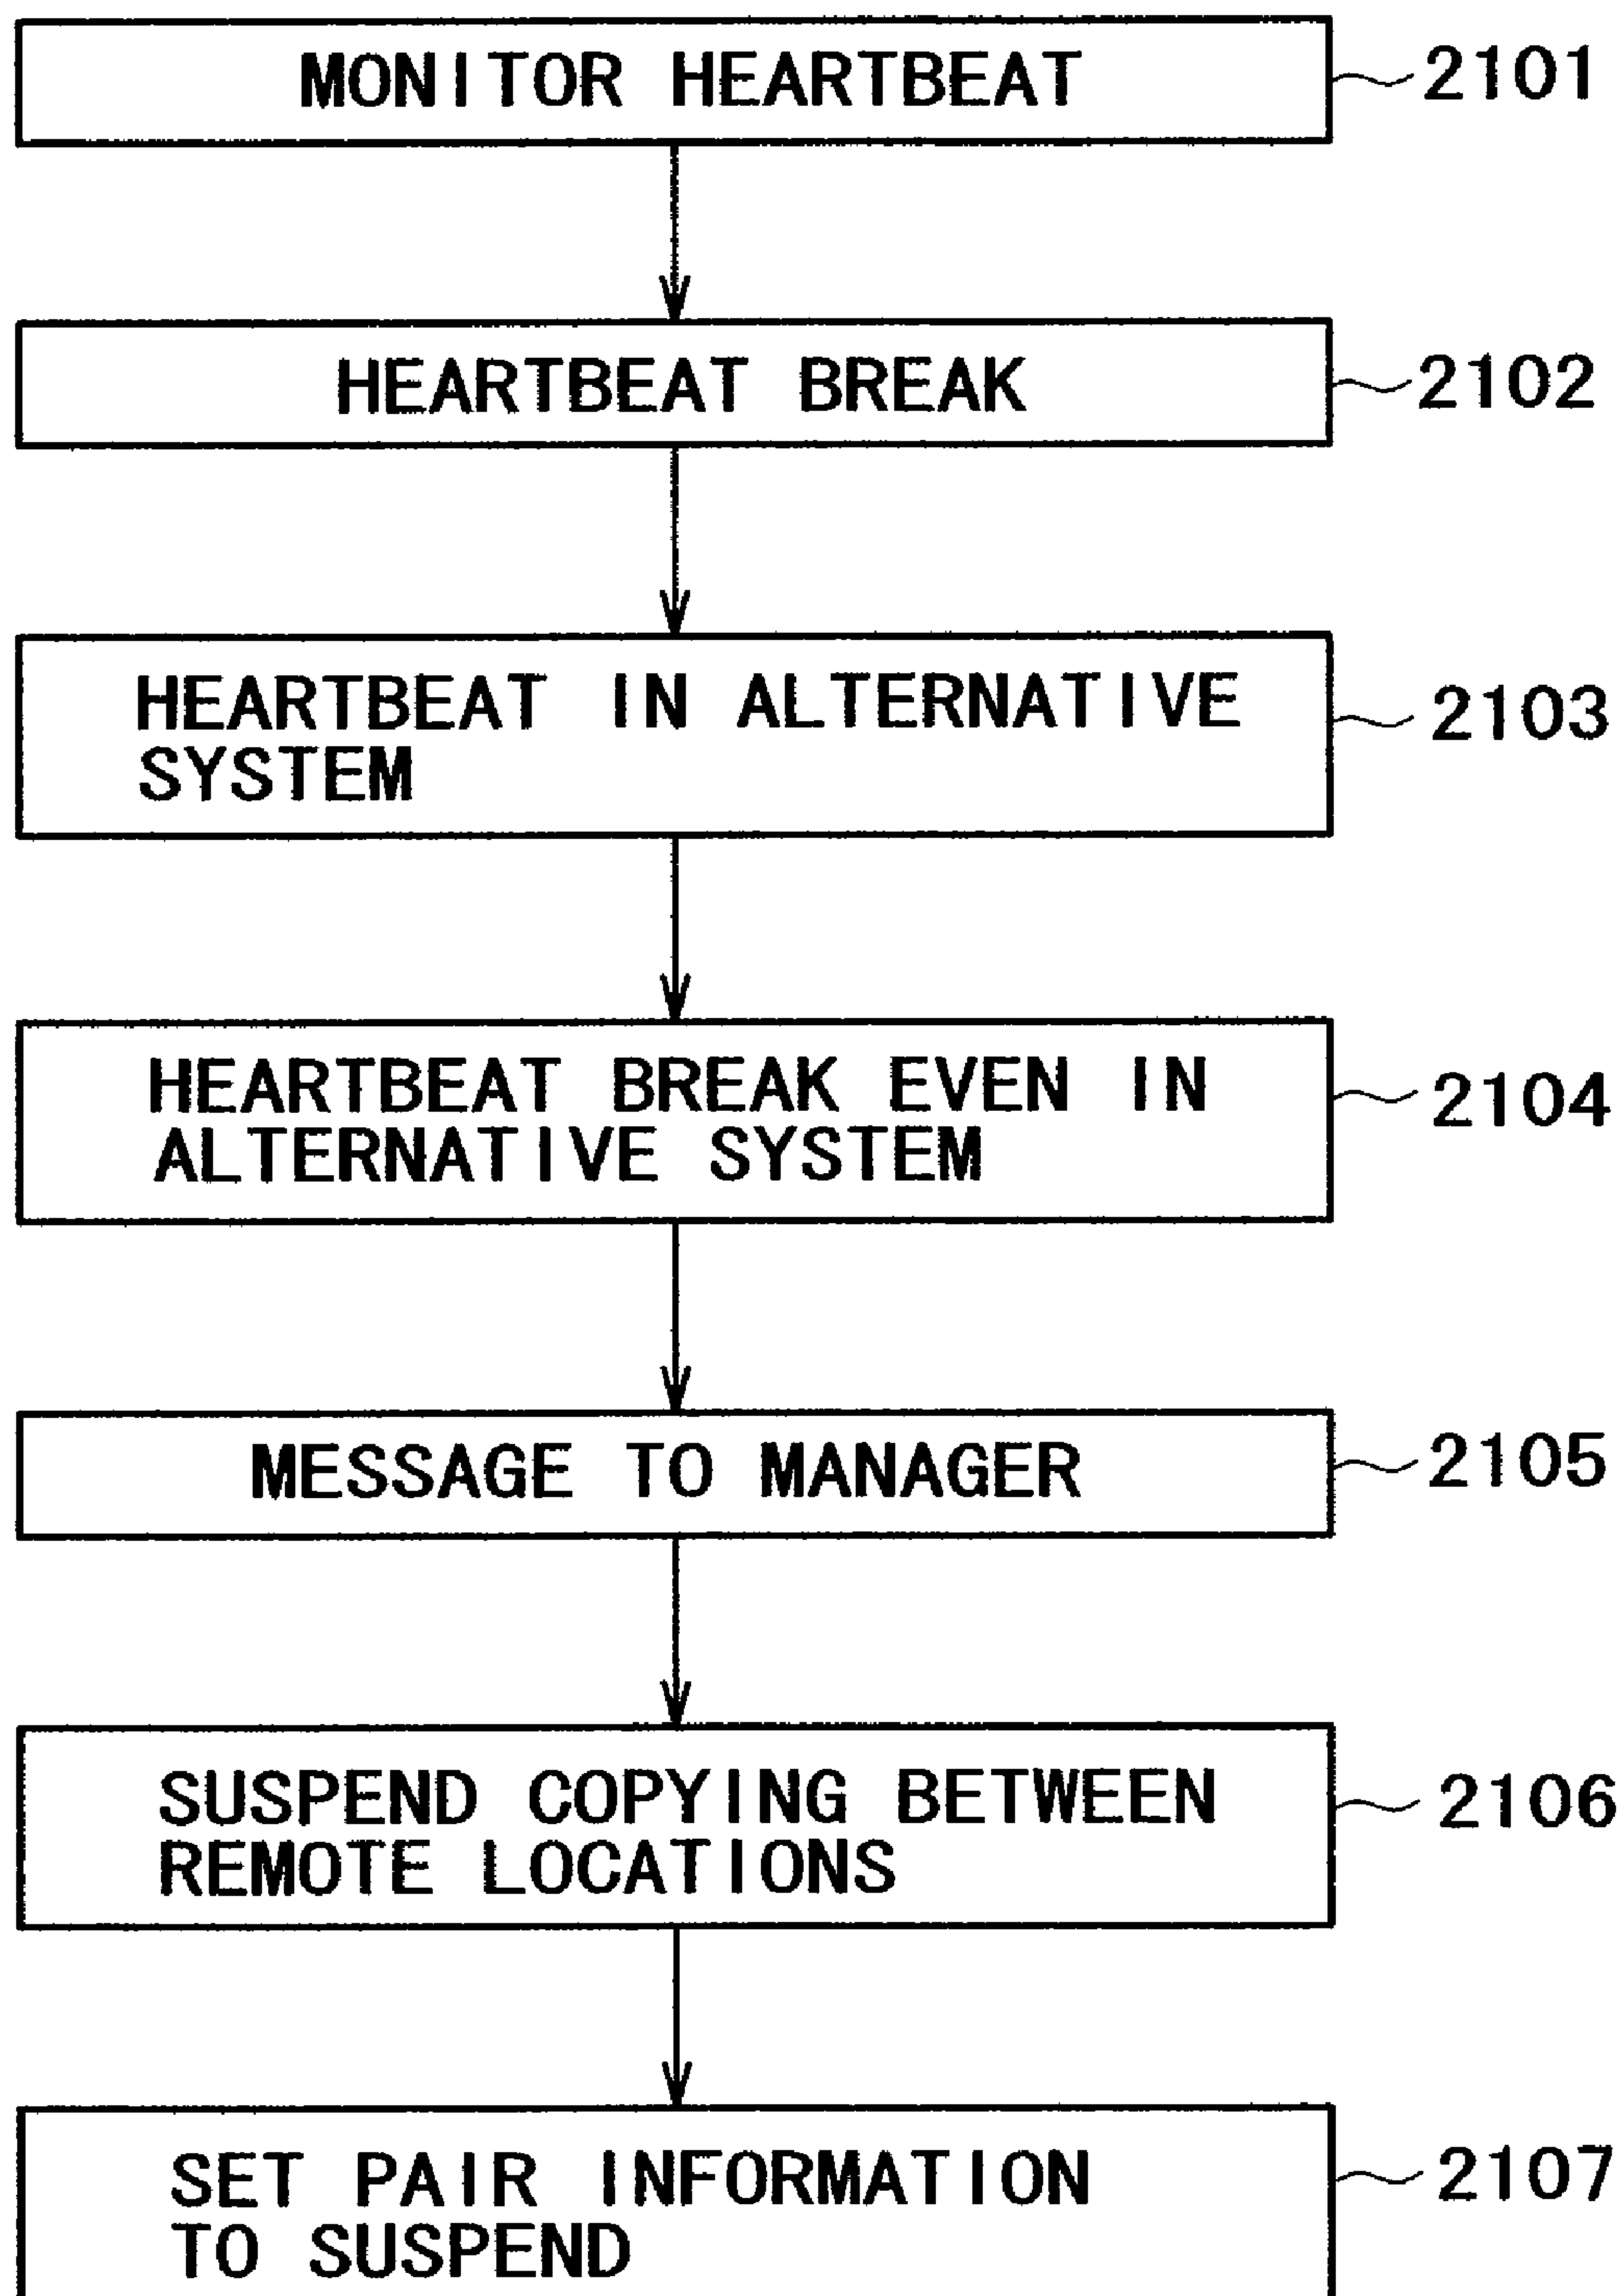 MONITOR HEARTBEAT
2101
HEARTBEAT BREAK
2102
HEARTBEAT IN ALTERNATIVE
SYSTEM
2103
HEARTBEAT BREAK EVEN IN
ALTERNATIVE SYSTEM
2104
MESSAGE TO MANAGER
2105
SUSPEND COPYING BETWEEN
REMOTE LOCATIONS
2106
SET PAIR INFORMATION
TO SUSPEND
2107